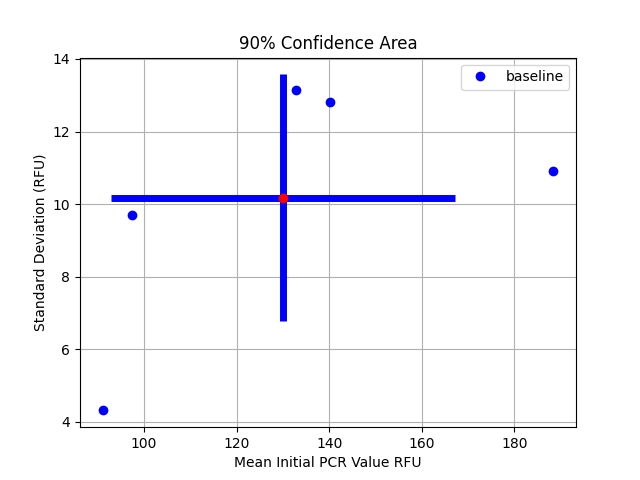 90% Confidence Area
baseline
14
12
10
8
6
4
Standard Deviation (RFU)
100 120 140 160 180
Mean Initial PCR Value RFU